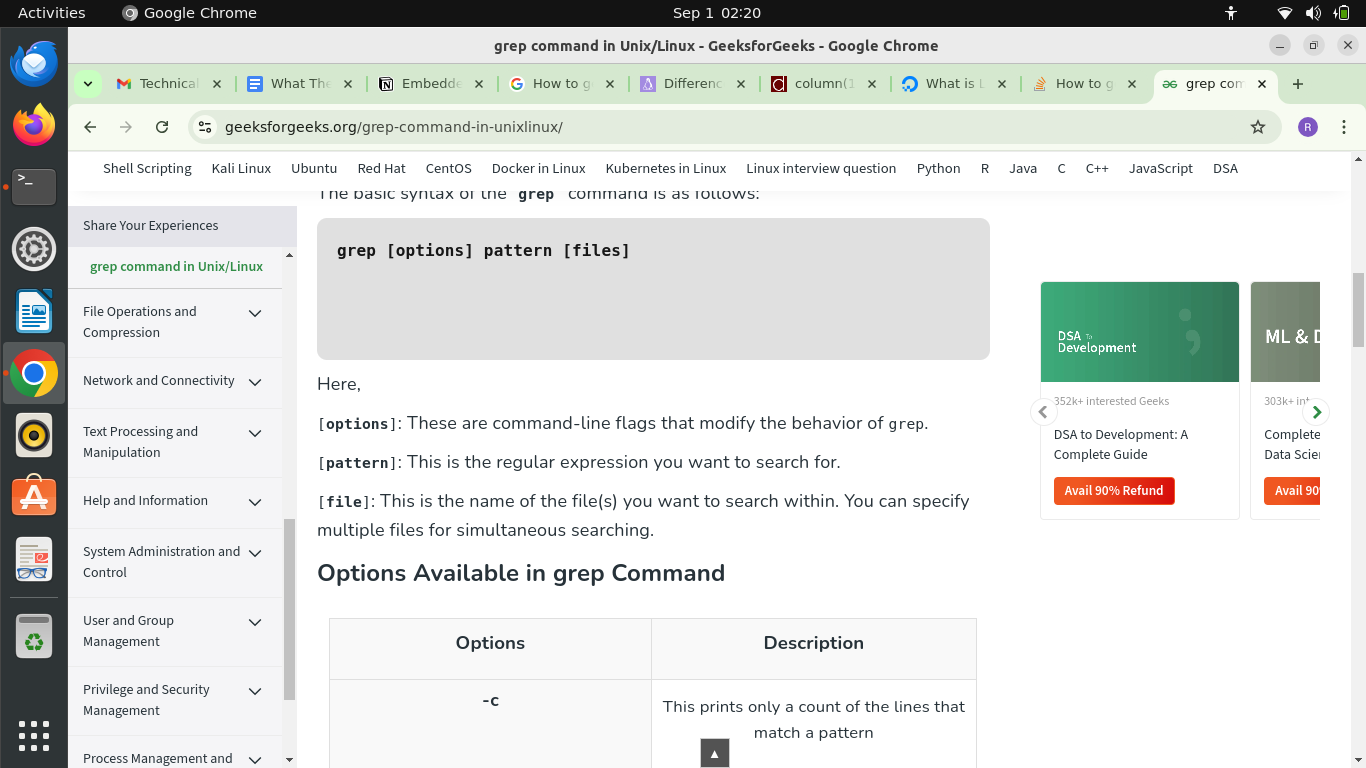 Activities
Google Chrome
Sep 1 02:20
grep command in Unix/Linux - GeeksforGeeks - Google Chrome
Technical
What The
Embedde
How to g
Differenc
column(1
What is L
How to g
grep com
geeksforgeeks.org/grep-command-in-unixlinux/
R
Shell Scripting Kali Linux Ubuntu Red Hat CentOS Docker in Linux Kubernetes in Linux Linux interview question Python R Java C C++ JavaScript DSA
Share Your Experiences
grep command in Unix/Linux
File Operations and
Compression
Network and Connectivity
Text Processing and
Manipulation
Help and Information
System Administration and
Control
User and Group
Management
Privilege and Security
Management
Process Management and
The basic syntax of the grep command is as follows:
grep [options] pattern [files]
Here,
[options]: These are command-line flags that modify the behavior of grep.
[pattern]: This is the regular expression you want to search for.
[file]: This is the name of the file(s) you want to search within. You can specify
multiple files for simultaneous searching.
Options Available in grep Command
Options Description
-c
This prints only a count of the lines that
match a pattern
DSA To
Development
352k+ interested Geeks
DSA to Development: A
Complete Guide
Avail 90% Refund
ML & D
303k+ int
Complete
Data Scien
Avail 90